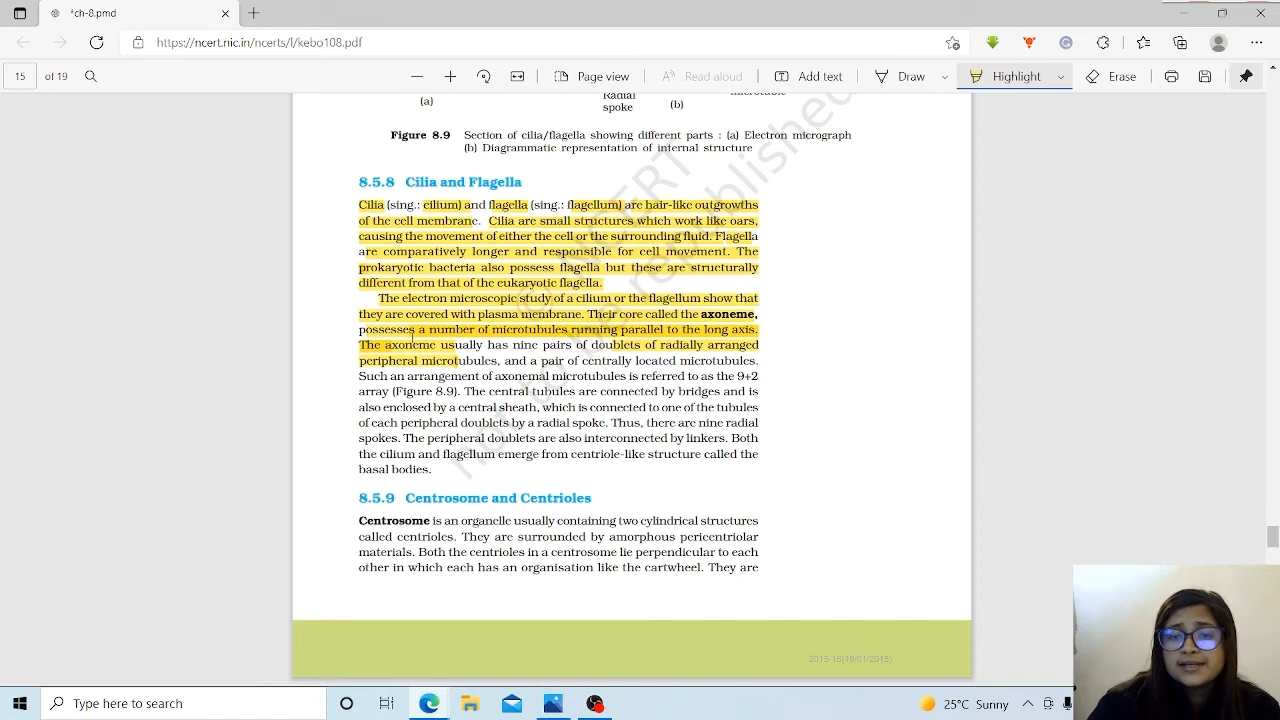 *ch-8.pmd
https://ncert.nic.in/ncerts/l/kebo108.pdf
15 of 19
Page view
Read aloud
Add text
Draw
Highlight
Erase
(a)
Radial
spoke
(b)
Figure 8.9 Section of cilia/flagella showing different parts : (a) Electron micrograph
(b) Diagrammatic representation of internal structure
8.5.8 Cilia and Flagella
Cilia (sing.: cilium) and flagella (sing.: flagellum) are hair-like outgrowths
of the cell membrane. Cilia are small structures which work like oars,
causing the movement of either the cell or the surrounding fluid. Flagella
are comparatively longer and responsible for cell movement. The
prokaryotic bacteria also possess flagella but these are structurally
different from that of the eukaryotic flagella.
The electron microscopic study of a cilium or the flagellum show that
they are covered with plasma membrane. Their core called the axoneme,
possesses a number of microtubules running parallel to the long axis.
The axoneme usually has nine pairs of doublets of radially arranged
peripheral microtubules, and a pair of centrally located microtubules.
Such an arrangement of axonemal microtubules is referred to as the 9+2
array (Figure 8.9). The central tubules are connected by bridges and is
also enclosed by a central sheath, which is connected to one of the tubules
of each peripheral doublets by a radial spoke. Thus, there are nine radial
spokes. The peripheral doublets are also interconnected by linkers. Both
the cilium and flagellum emerge from centriole-like structure called the
basal bodies.
8.5.9 Centrosome and Centrioles
Centrosome is an organelle usually containing two cylindrical structures
called centrioles. They are surrounded by amorphous pericentriolar
materials. Both the centrioles in a centrosome lie perpendicular to each
other in which each has an organisation like the cartwheel. They are
© NCERT
not to be republished
2015-16(19/01/2015)
Type here to search
25°C Sunny